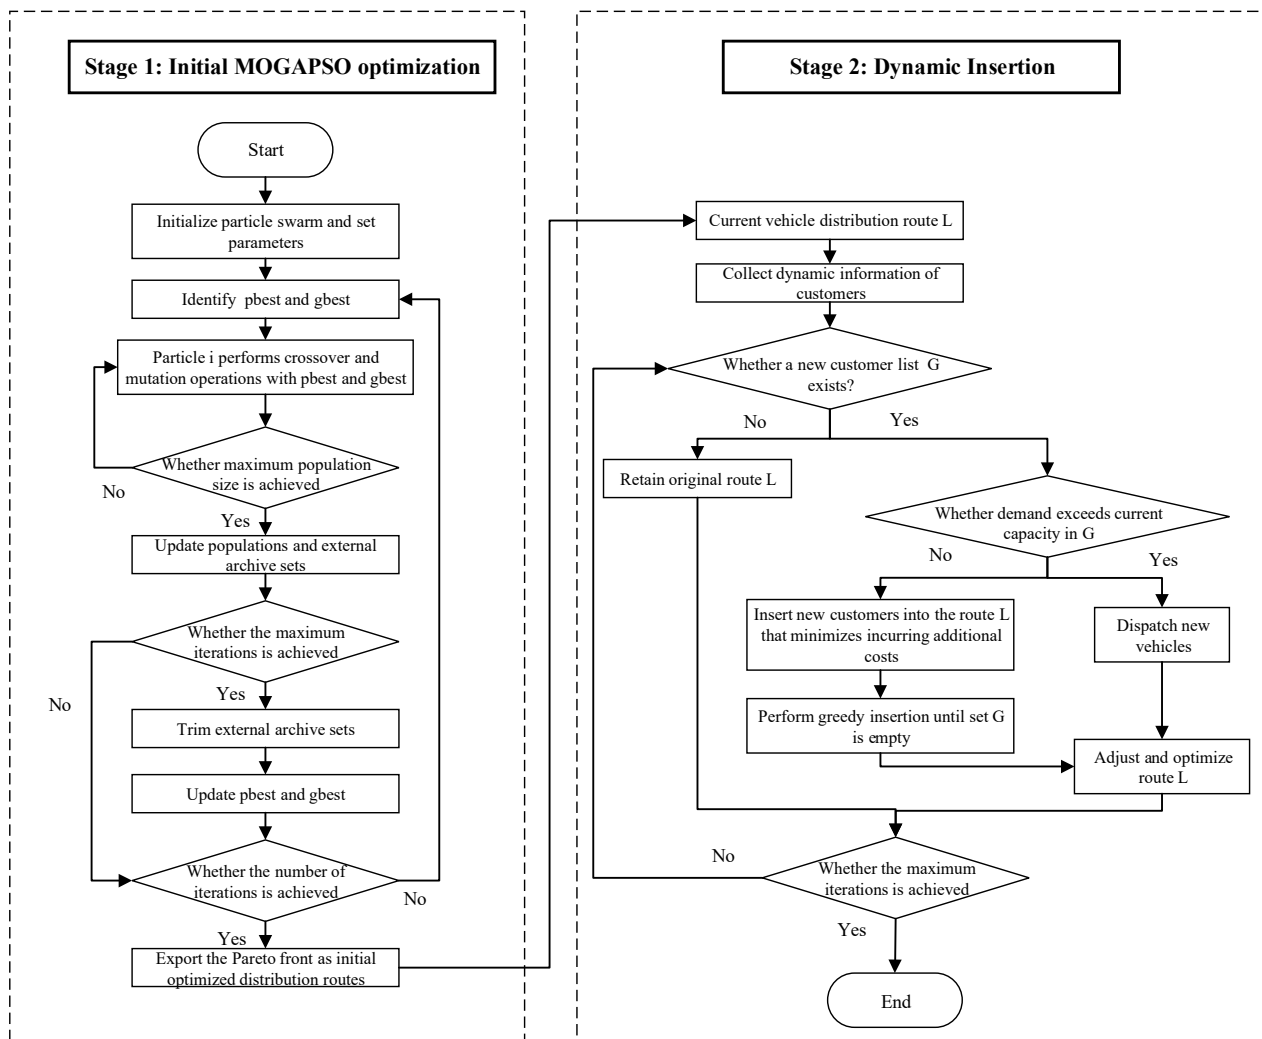 Stage 1: Initial MOGAPSO optimization
Start
Initialize particle swarm and set
parameters
Identify pbest and gbest
Particle i performs crossover and
mutation operations with pbest and gbest
Whether maximum population
size is achieved
No
Yes
Update populations and external
archive sets
Whether the maximum
iterations is achieved
Yes
No
Trim external archive sets
Update pbest and gbest
Whether the number of
iterations is achieved
No
Yes
Export the Pareto front as initial
optimized distribution routes
Stage 2: Dynamic Insertion
Current vehicle distribution route L
Collect dynamic information of
customers
Whether a new customer list G
exists?
No
Yes
Retain original route L
Whether demand exceeds current
capacity in G
No
Yes
Insert new customers into the route L
that minimizes incurring additional
costs
Dispatch new
vehicles
Perform greedy insertion until set G
is empty
Adjust and optimize
route L
No
Whether the maximum
iterations is achieved
Yes
End